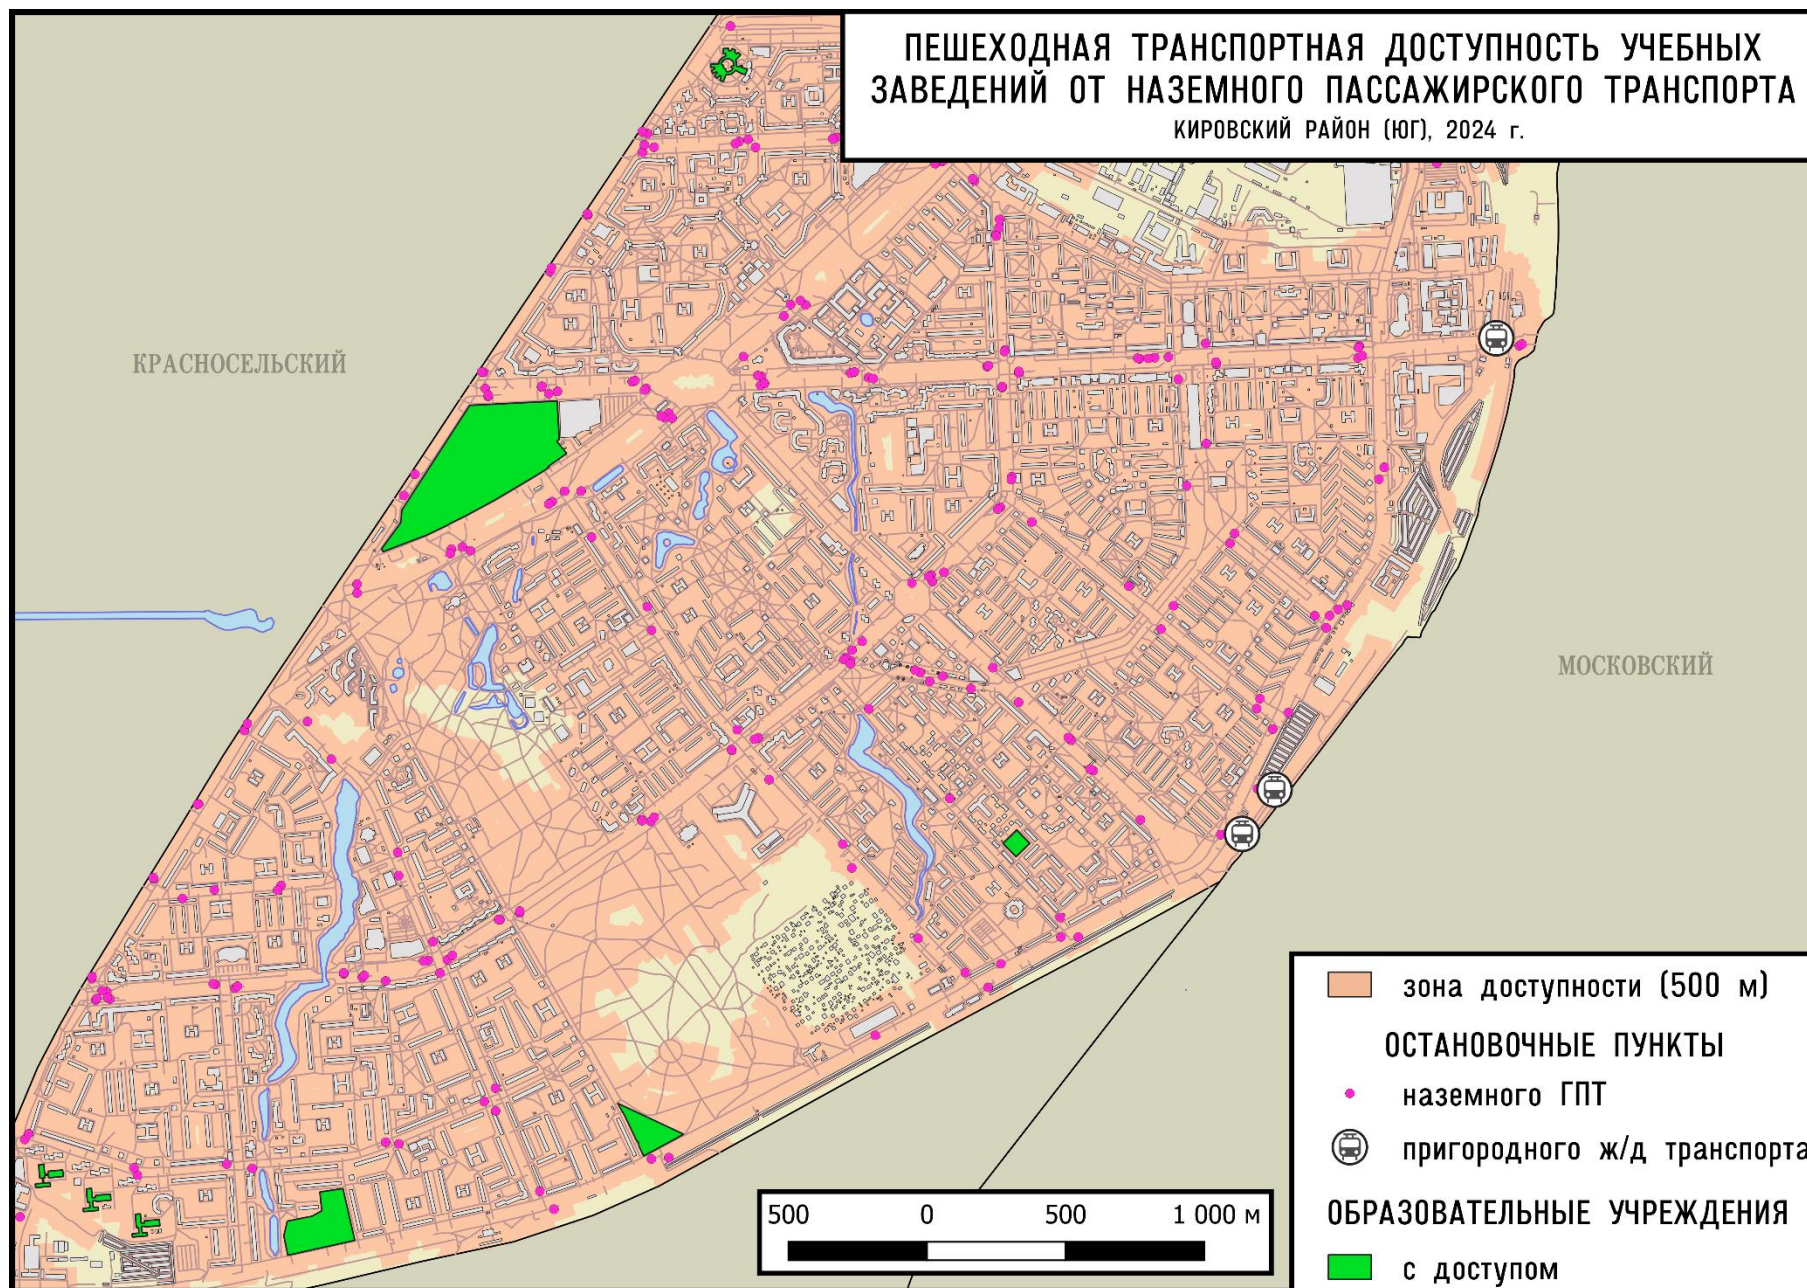 ПЕШЕХОДНАЯ ТРАНСПОРТНАЯ ДОСТУПНОСТЬ УЧЕБНЫХ
ЗАВЕДЕНИЙ ОТ НАЗЕМНОГО ПАССАЖИРСКОГО ТРАНСПОРТА
КИРОВСКИЙ РАЙОН (ЮГ), 2024 г.
КРАСНОСЕЛЬСКИЙ
МОСКОВСКИЙ
зона доступности (500 м)
ОСТАНОВОЧНЫЕ ПУНКТЫ
наземного ГПТ
пригородного ж/д транспорта
ОБРАЗОВАТЕЛЬНЫЕ УЧРЕЖДЕНИЯ
с доступом
500 0 500 1 000 м